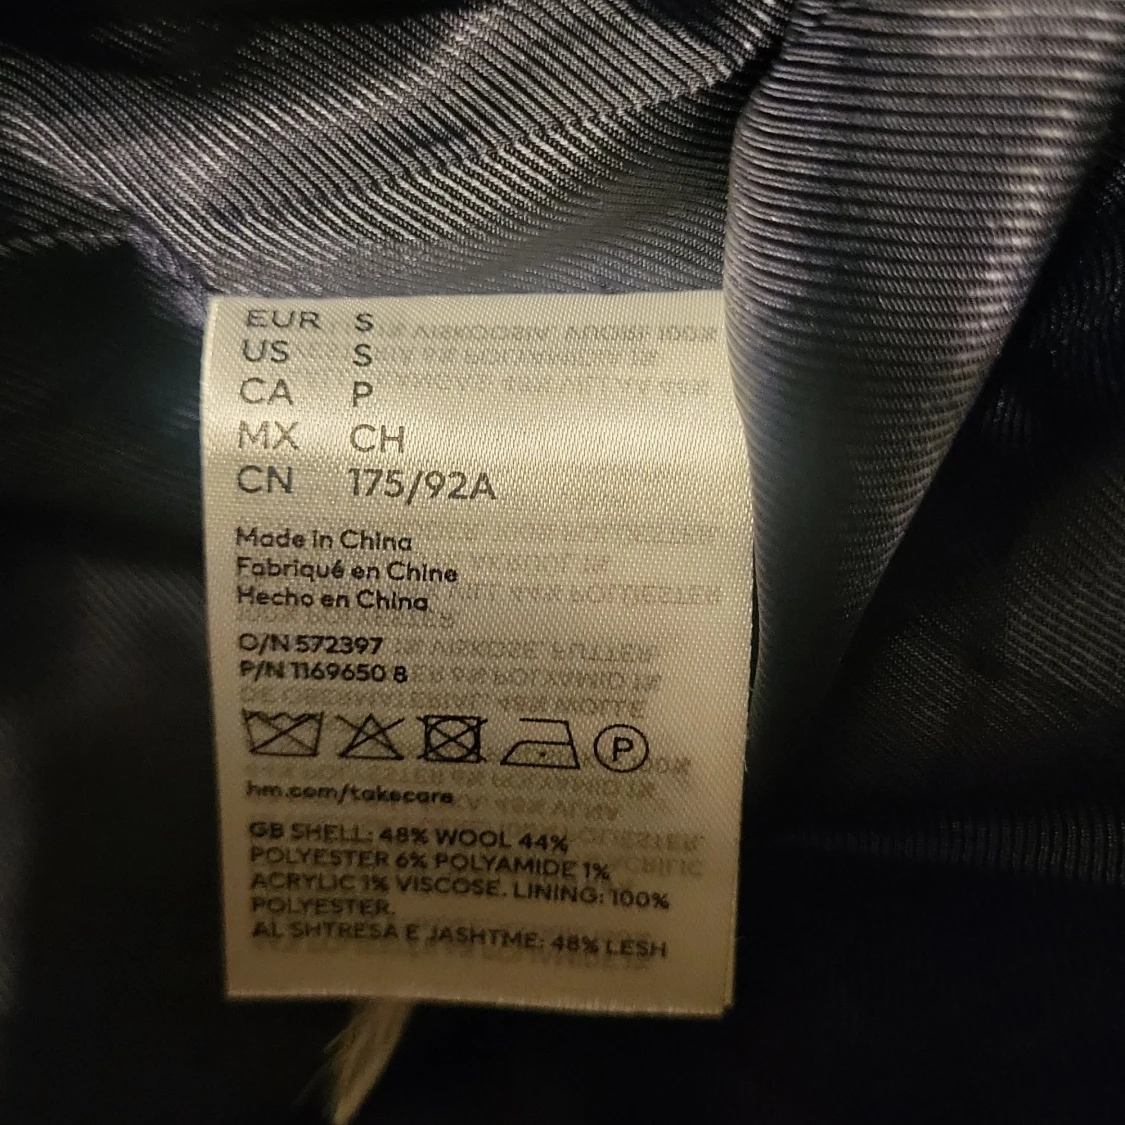 EUR S
US S
CA P
MX CH
CN 175/92A
Made in China
Fabriqué en Chine
Hecho en China
O/N 572397
P/N 1169650 8
P
hm.com/takecare
GB SHELL: 48% WOOL 44%
POLYESTER 6% POLYAMIDE 1%
ACRYLIC 1% VISCOSE. LINING: 100%
POLYESTER.
AL SHTRESA E JASHTME: 48% LESH